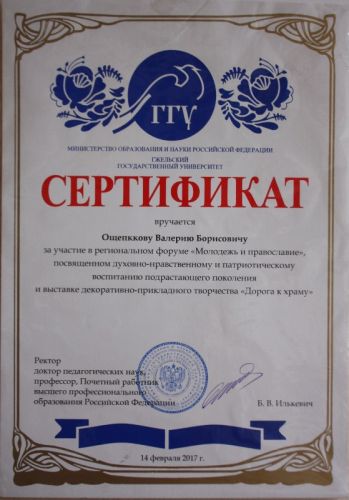 ГГУ
МИНИСТЕРСТВО ОБРАЗОВАНИЯ И НАУКИ РОССИЙСКОЙ ФЕДЕРАЦИИ
ГЖЕЛЬСКИЙ
ГОСУДАРСТВЕННЫЙ УНИВЕРСИТЕТ
СЕРТИФИКАТ
вручается
Ощепккову Валерию Борисовичу
за участие в региональном форуме «Молодежь и православие»,
посвященном духовно-нравственному и патриотическому
воспитанию подрастающего поколения
и выставке декоративно-прикладного творчества «Дорога к храму»
Ректор
доктор педагогических наук,
профессор, Почетный работник
высшего профессионального
образования Российской Федерации
Б. В. Илькевич
14 февраля 2017 г.